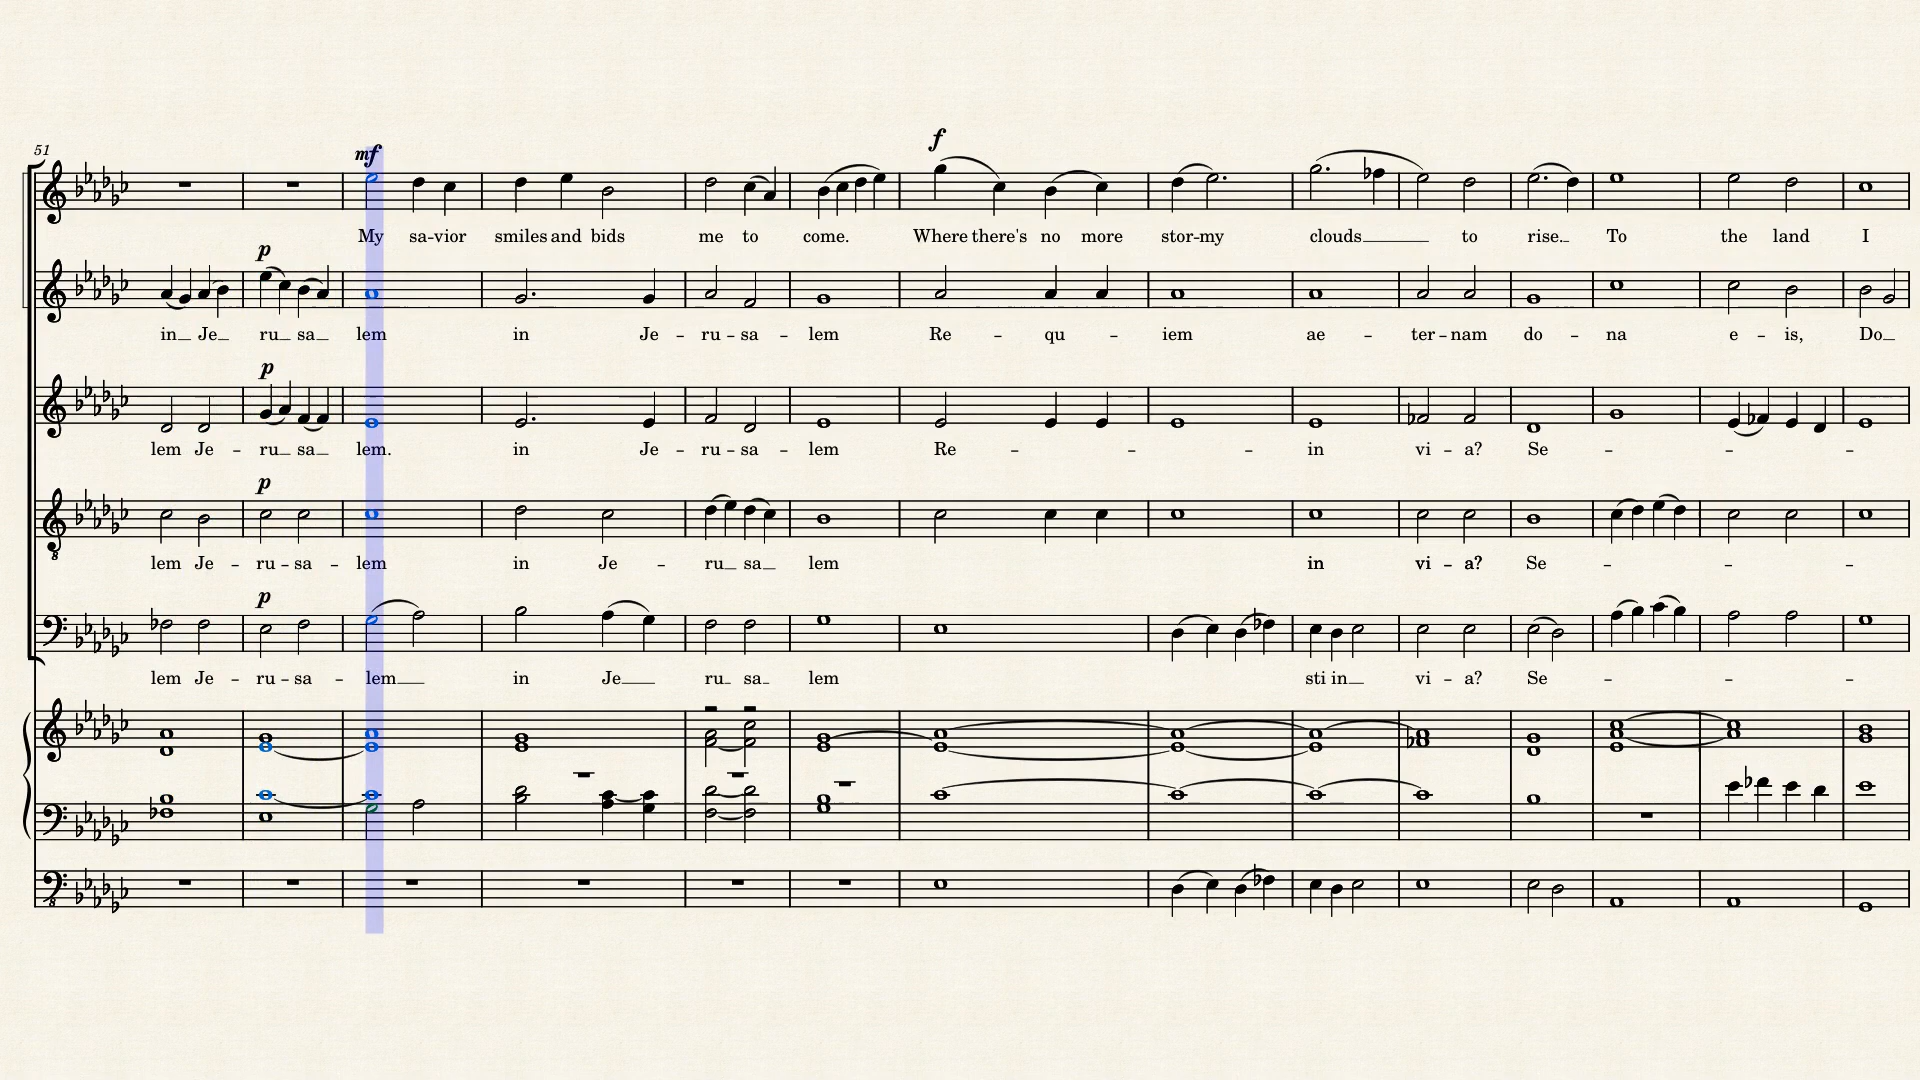 51
mf
f
My sa-vior smiles and bids me to come. Where there's no more stor-my clouds to rise. To the land I
p
in Je ru sa lem in Je - ru - sa - lem Re - qu - iem ae - ter - nam do - na e - is, Do
p
lem Je - ru sa lem. in Je - ru - sa - lem Re - - - in vi - a? Se - - -
p
lem Je - ru - sa - lem in Je - ru sa lem in vi - a? Se - - -
p
lem Je - ru - sa - lem in Je ru sa lem sti in vi - a? Se - - -